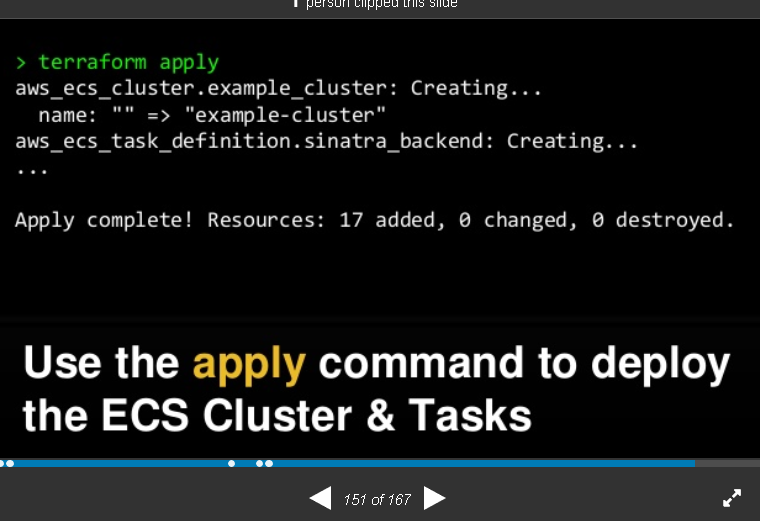 1 person clipped this slide
> terraform apply
aws_ecs_cluster.example_cluster: Creating...
name: "" => "example-cluster"
aws_ecs_task_definition.sinatra_backend: Creating...
...
Apply complete! Resources: 17 added, 0 changed, 0 destroyed.
Use the apply command to deploy
the ECS Cluster & Tasks
151 of 167